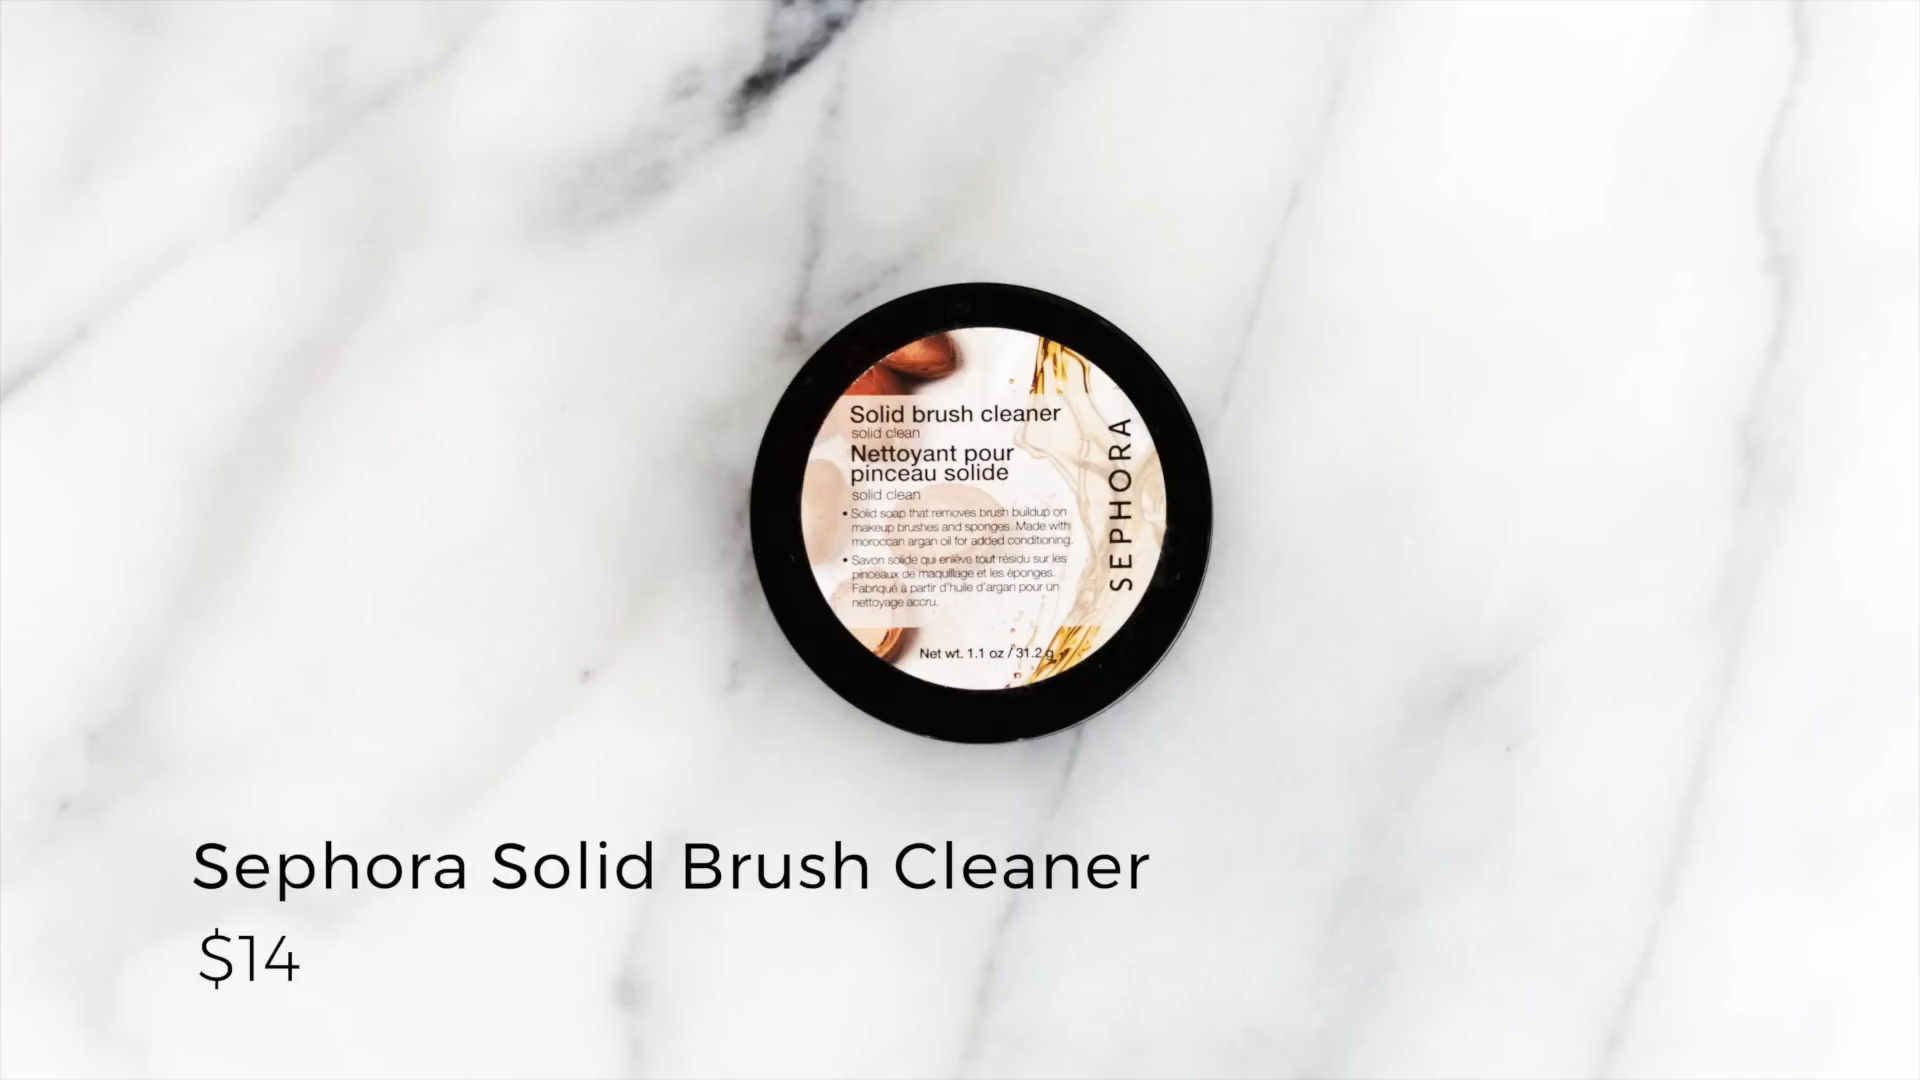 Solid brush cleaner
solid clean
Nettoyant pour
pinceau solide
solid clean
• Solid soap that removes brush buildup on
makeup brushes and sponges. Made with
moroccan argan oil for added conditioning.
• Savon solide qui enlève tout résidu sur les
pinceaux de maquillage et les éponges.
Fabriqué à partir d'huile d'argan pour un
nettoyage accru.
Net wt. 1.1 oz / 31.2 g
SEPHORA
Sephora Solid Brush Cleaner
$14